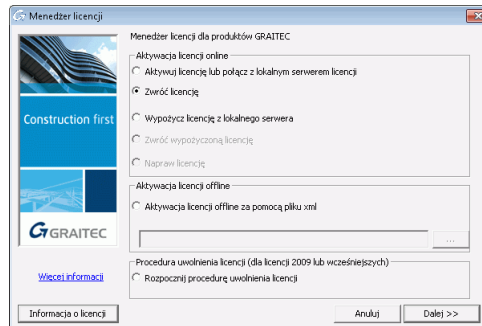 Menedżer licencji
Menedżer licencji dla produktów GRAITEC
Aktywacja licencji online
Aktywuj licencję lub połącz z lokalnym serwerem licencji
Zwróć licencję
Construction first
Wypożycz licencję z lokalnego serwera
Zwróć wypożyczoną licencję
Napraw licencję
Aktywacja licencji offline
Aktywacja licencji offline za pomocą pliku xml
GRAITEC
...
Procedura uwolnienia licencji (dla licencji 2009 lub wcześniejszych)
Więcej informacji
Rozpocznij procedurę uwolnienia licencji
Informacja o licencji
Anuluj
Dalej >>